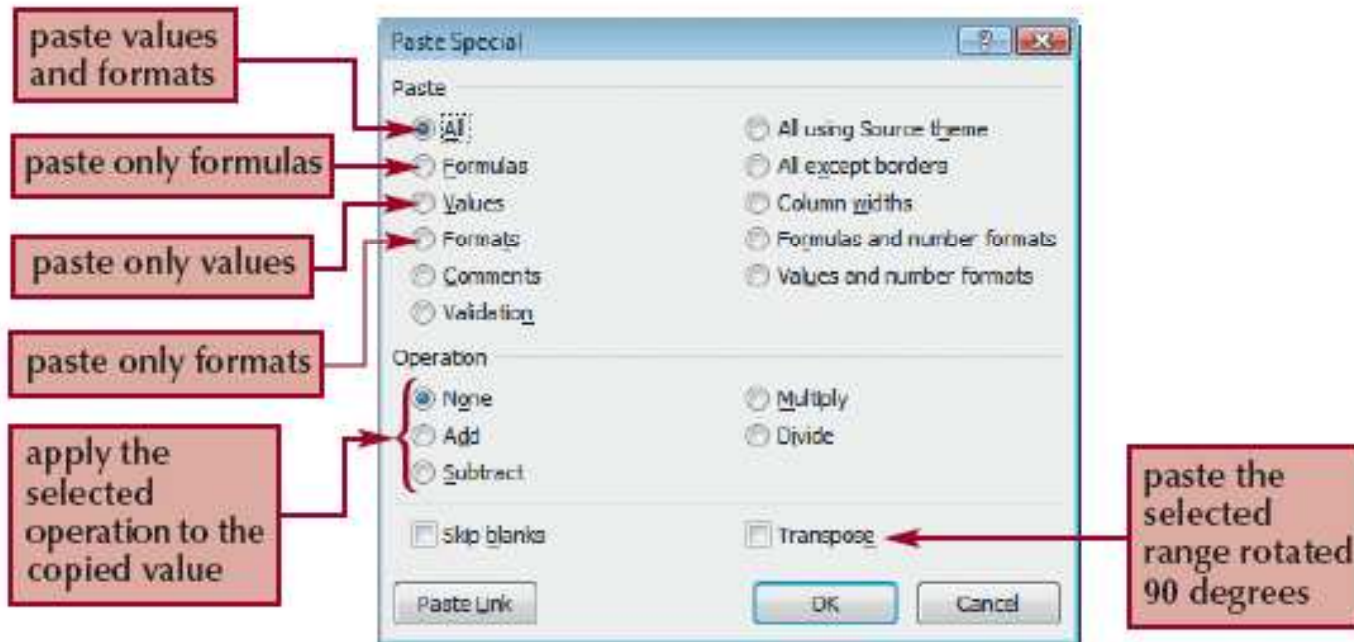 paste values
and formats
paste only formulas
paste only values
paste only formats
apply the
selected
operation to the
copied value
Paste Special
?
Paste
All
Formulas
Values
Formats
Comments
Validation
All using Source theme
All except borders
Column widths
Formulas and number formats
Values and number formats
Operation
None
Add
Subtract
Multiply
Divide
Skip blanks
Transpose
Paste Link
OK
Cancel
paste the
selected
range rotated
90 degrees